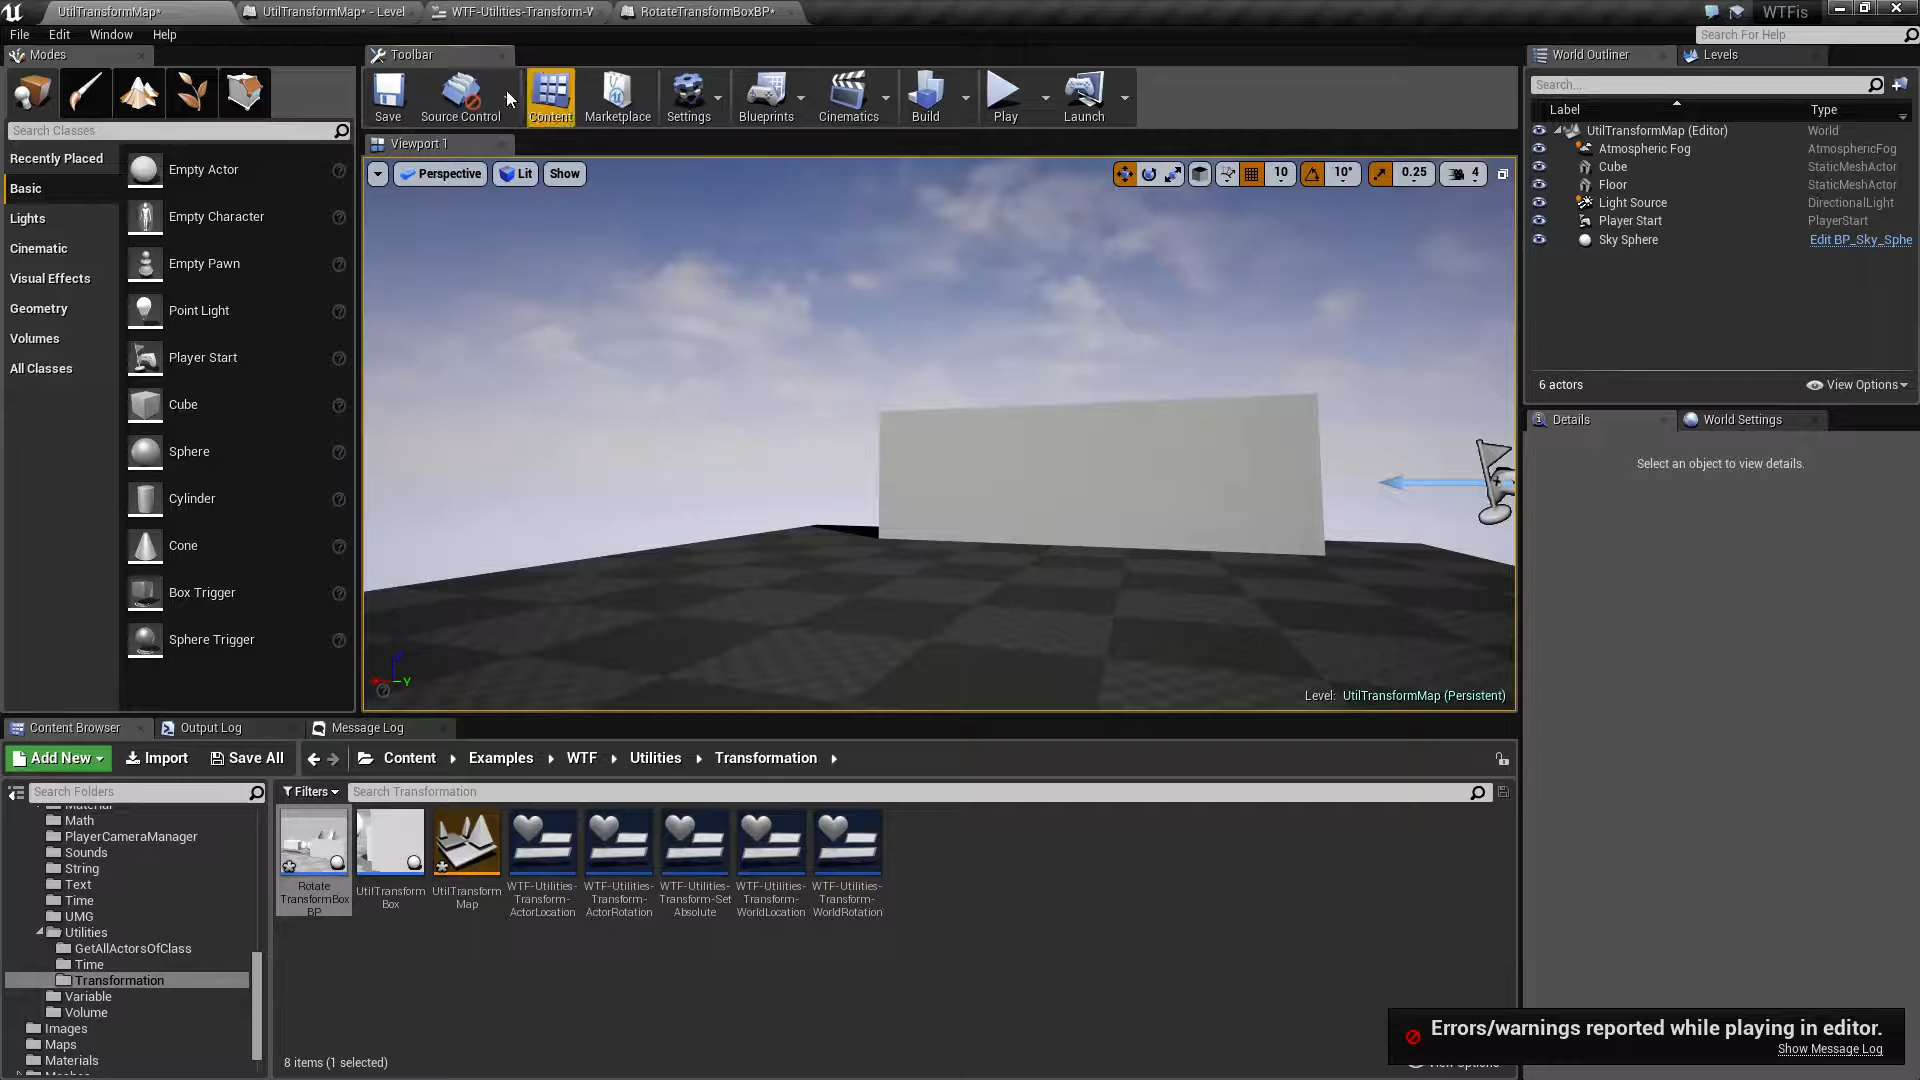 UtilTransformMap*
UtilTransformMap* - Level
WTF-Utilities-Transform-W
RotateTransformBoxBP*
WTFis
File
Edit
Window
Help
Search For Help
Modes
Toolbar
World Outliner
Levels
Save
Source Control
Content
Marketplace
Settings
Blueprints
Cinematics
Build
Play
Launch
Search...
Label
Type
Search Classes
Viewport 1
UtilTransformMap (Editor)
World
Atmospheric Fog
AtmosphericFog
Cube
StaticMeshActor
Floor
StaticMeshActor
Light Source
DirectionalLight
Player Start
PlayerStart
Sky Sphere
Edit BP_Sky_Sphe
Recently Placed
Basic
Lights
Cinematic
Visual Effects
Geometry
Volumes
All Classes
Empty Actor
Empty Character
Empty Pawn
Point Light
Player Start
Cube
Sphere
Cylinder
Cone
Box Trigger
Sphere Trigger
Perspective
Lit
Show
10
10°
0.25
4
6 actors
View Options
Details
World Settings
Select an object to view details.
Y
Level: UtilTransformMap (Persistent)
Content Browser
Output Log
Message Log
Add New
Import
Save All
Content
Examples
WTF
Utilities
Transformation
Search Folders
Filters
Search Transformation
Material
Math
PlayerCameraManager
Sounds
String
Text
Time
UMG
Utilities
GetAllActorsOfClass
Time
Transformation
Variable
Volume
Images
Maps
Materials
Rotate
TransformBox
BP
UtilTransform
Box
UtilTransform
Map
WTF-Utilities-
Transform-
ActorLocation
WTF-Utilities-
Transform-
ActorRotation
WTF-Utilities-
Transform-Set
Absolute
WTF-Utilities-
Transform-
WorldLocation
WTF-Utilities-
Transform-
WorldRotation
8 items (1 selected)
View Options
Errors/warnings reported while playing in editor.
Show Message Log